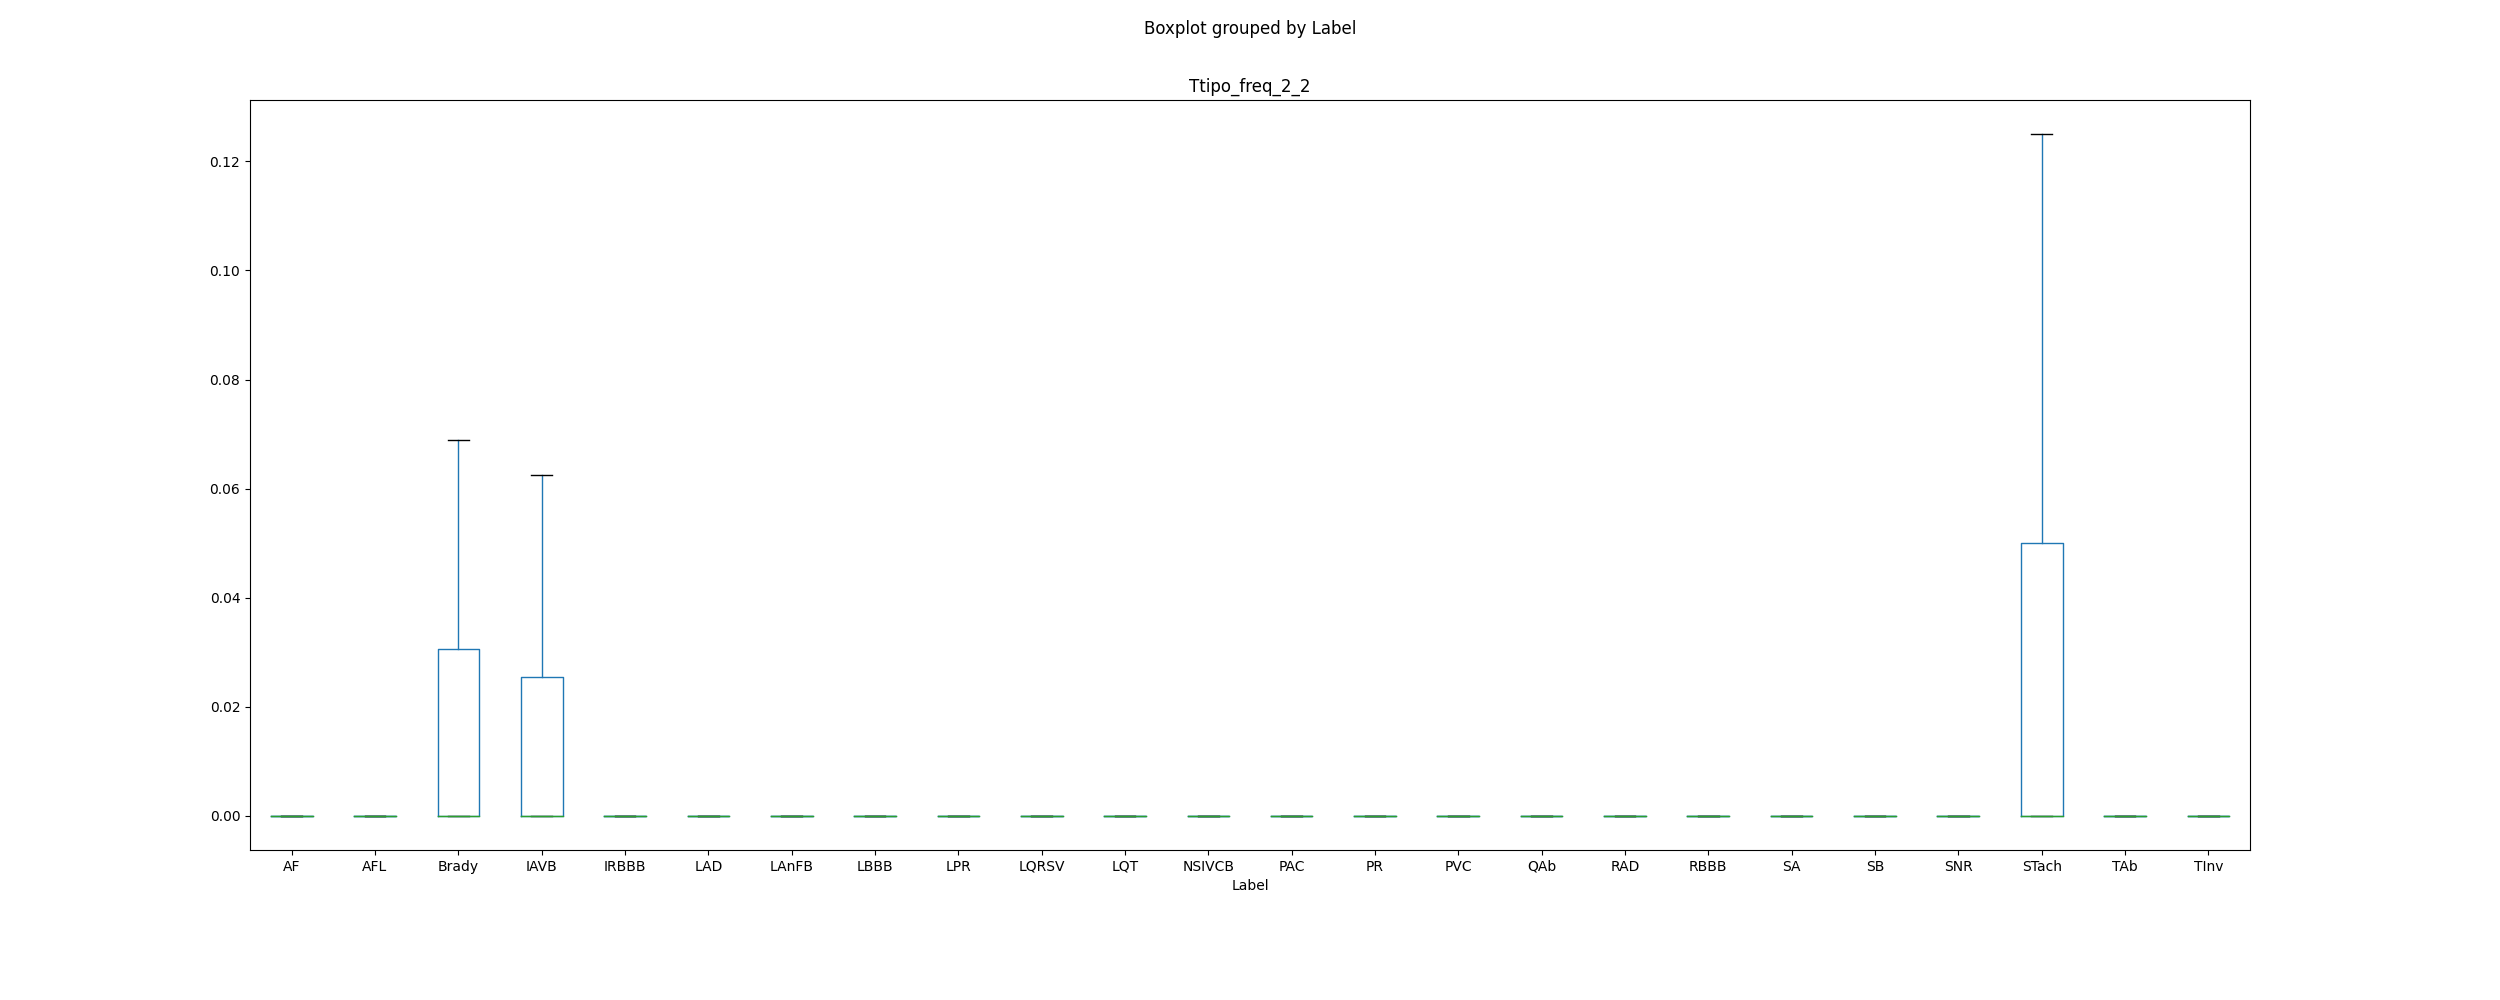 Boxplot grouped by Label
Ttipo_freq_2_2
0.12
0.10
0.08
0.06
0.04
0.02
0.00
AF AFL Brady IAVB IRBBB LAD LAnFB LBBB LPR LQRSV LQT NSIVCB PAC PR PVC QAb RAD RBBB SA SB SNR STach TAb TInv
Label